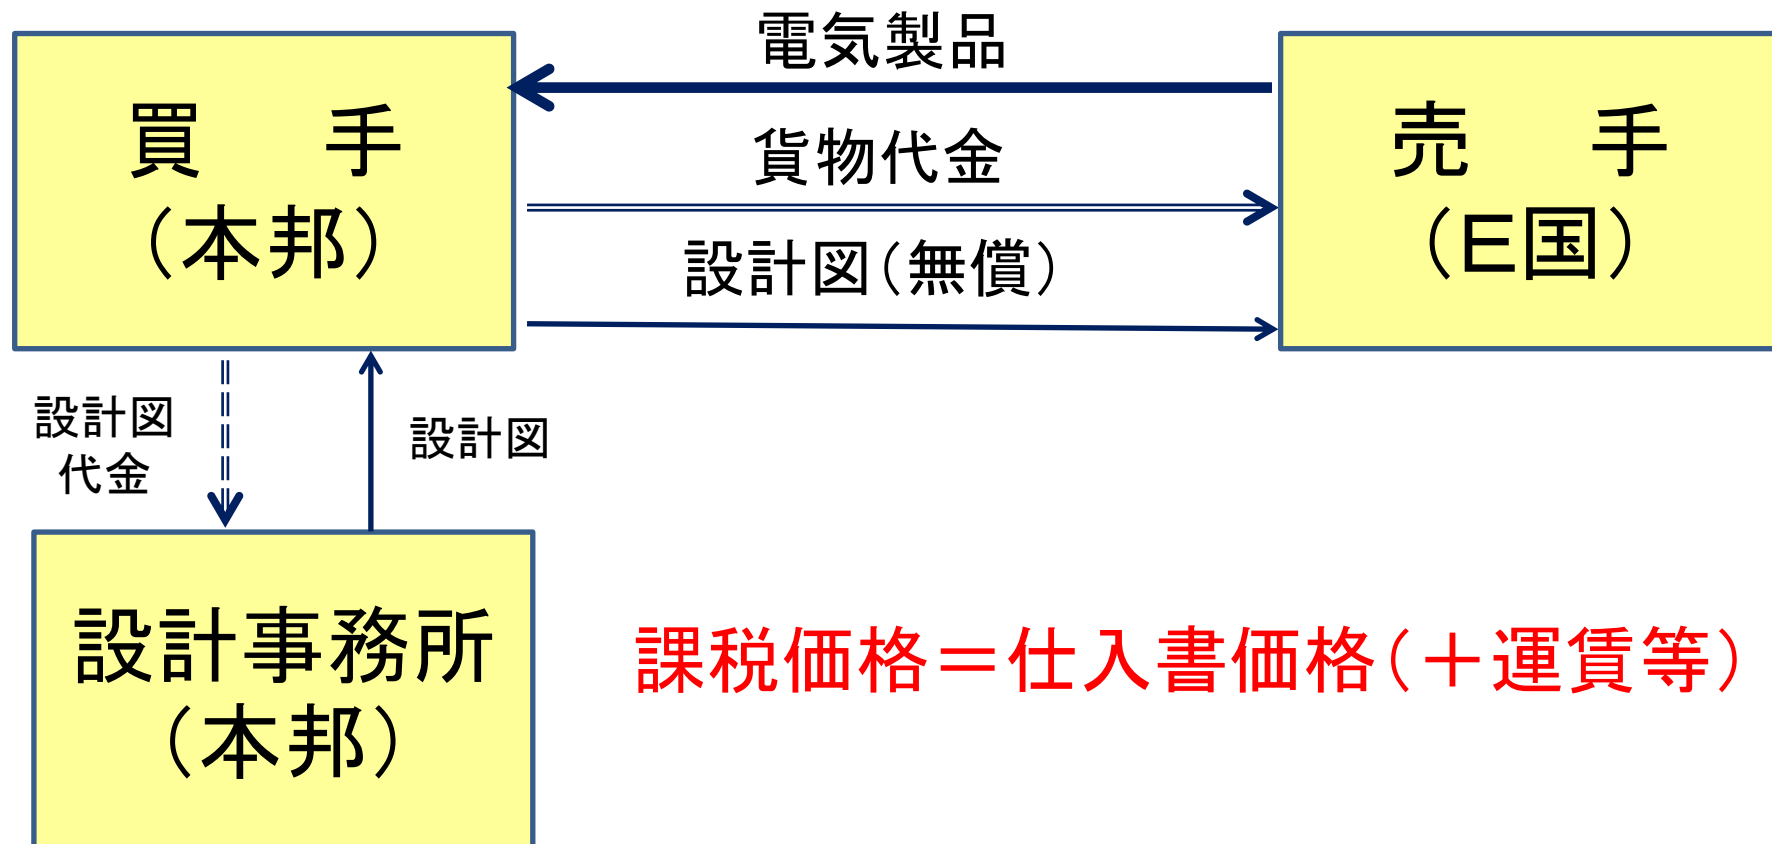 電気製品
買　手
（本邦）
貨物代金
売　手
（E国）
設計図（無償）
設計図
代金
設計図
設計事務所
（本邦）
課税価格＝仕入書価格（＋運賃等）